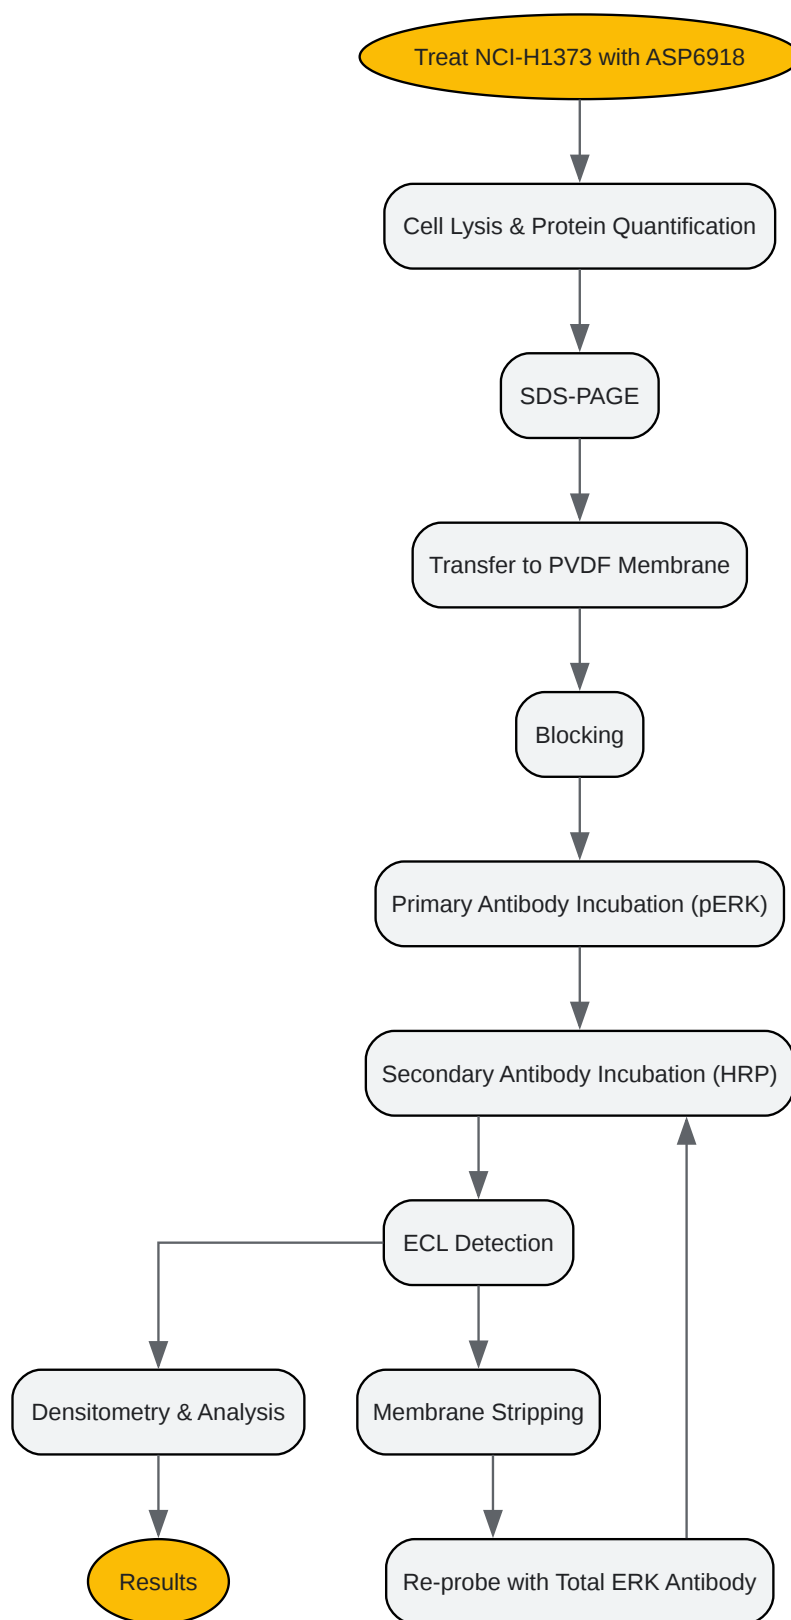 Treat NCI-H1373 with ASP6918
Cell Lysis & Protein Quantification
SDS-PAGE
Transfer to PVDF Membrane
Blocking
Primary Antibody Incubation (pERK)
Secondary Antibody Incubation (HRP)
ECL Detection
Densitometry & Analysis
Membrane Stripping
Results
Re-probe with Total ERK Antibody